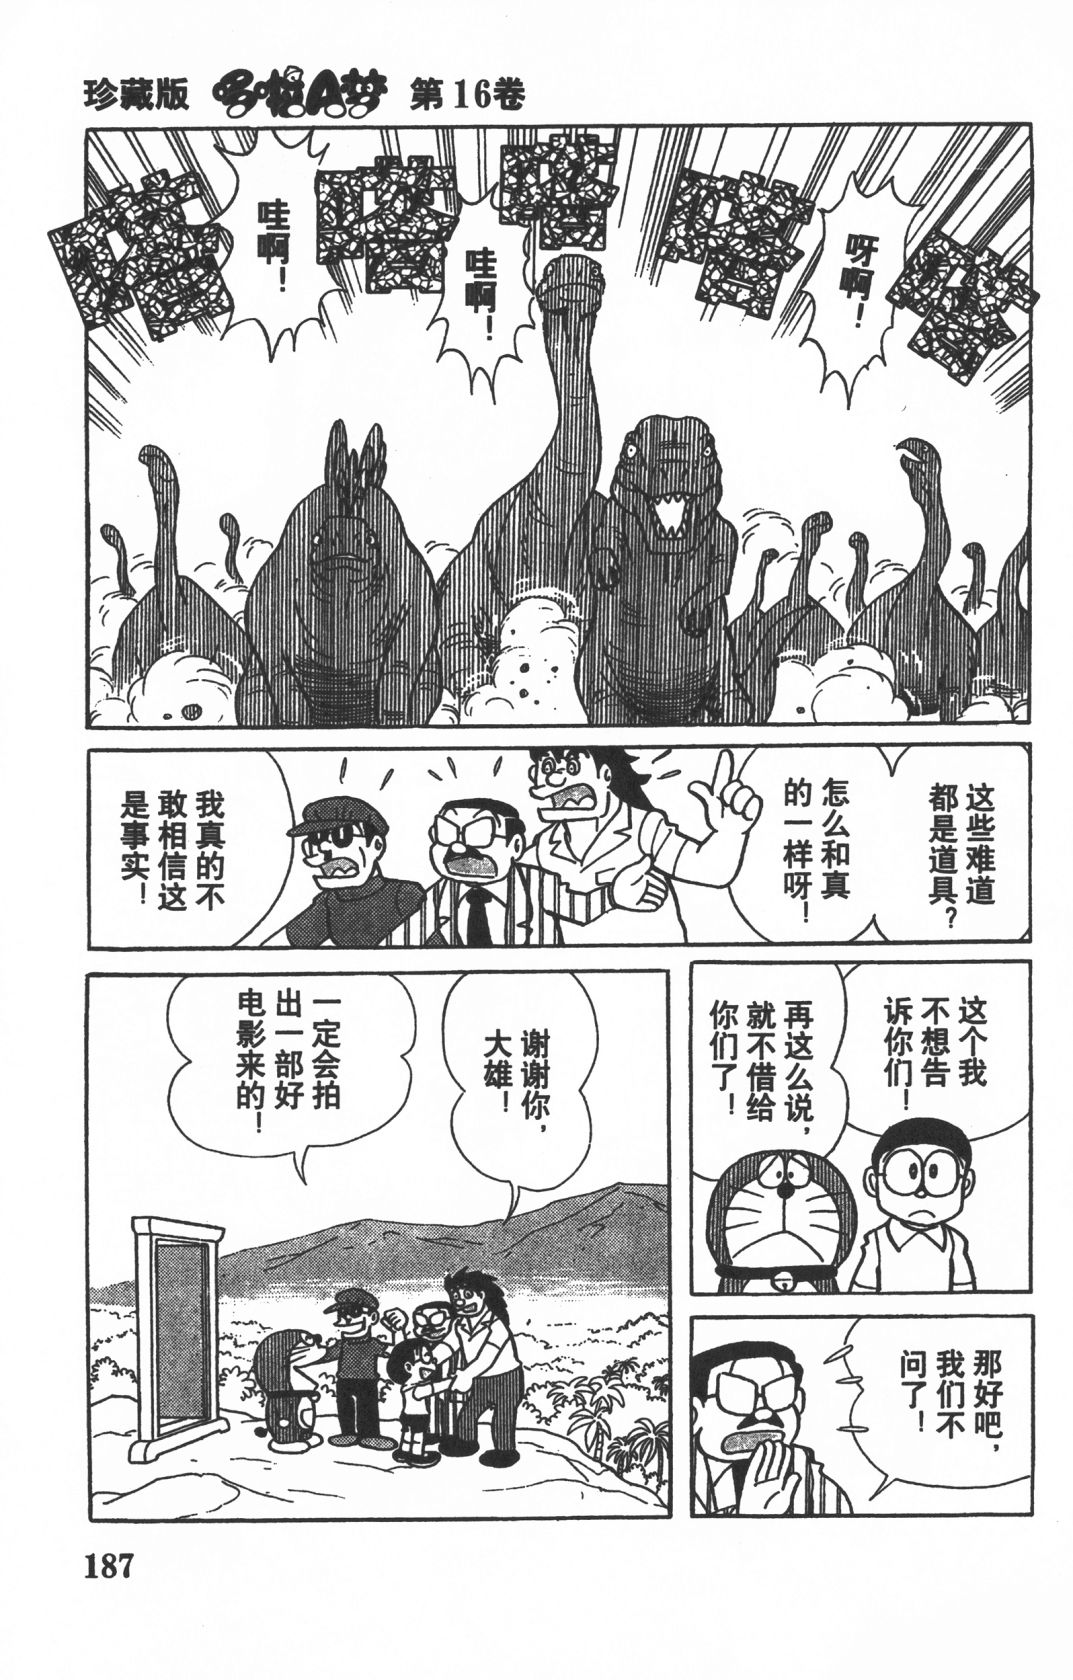 珍藏版 哆啦A梦 第16卷
呀
啊！
哇
啊！
哇
啊！
这些难道
都是道具？
怎么和真
的一样呀！
我真的不
敢相信这
是事实！
这个我
不想告
诉你们！
再这么说，
就不借给
你们了！
那好吧，
我们不
问了！
谢谢你，
大雄！
一定会拍
出一部好
电影来的！
187